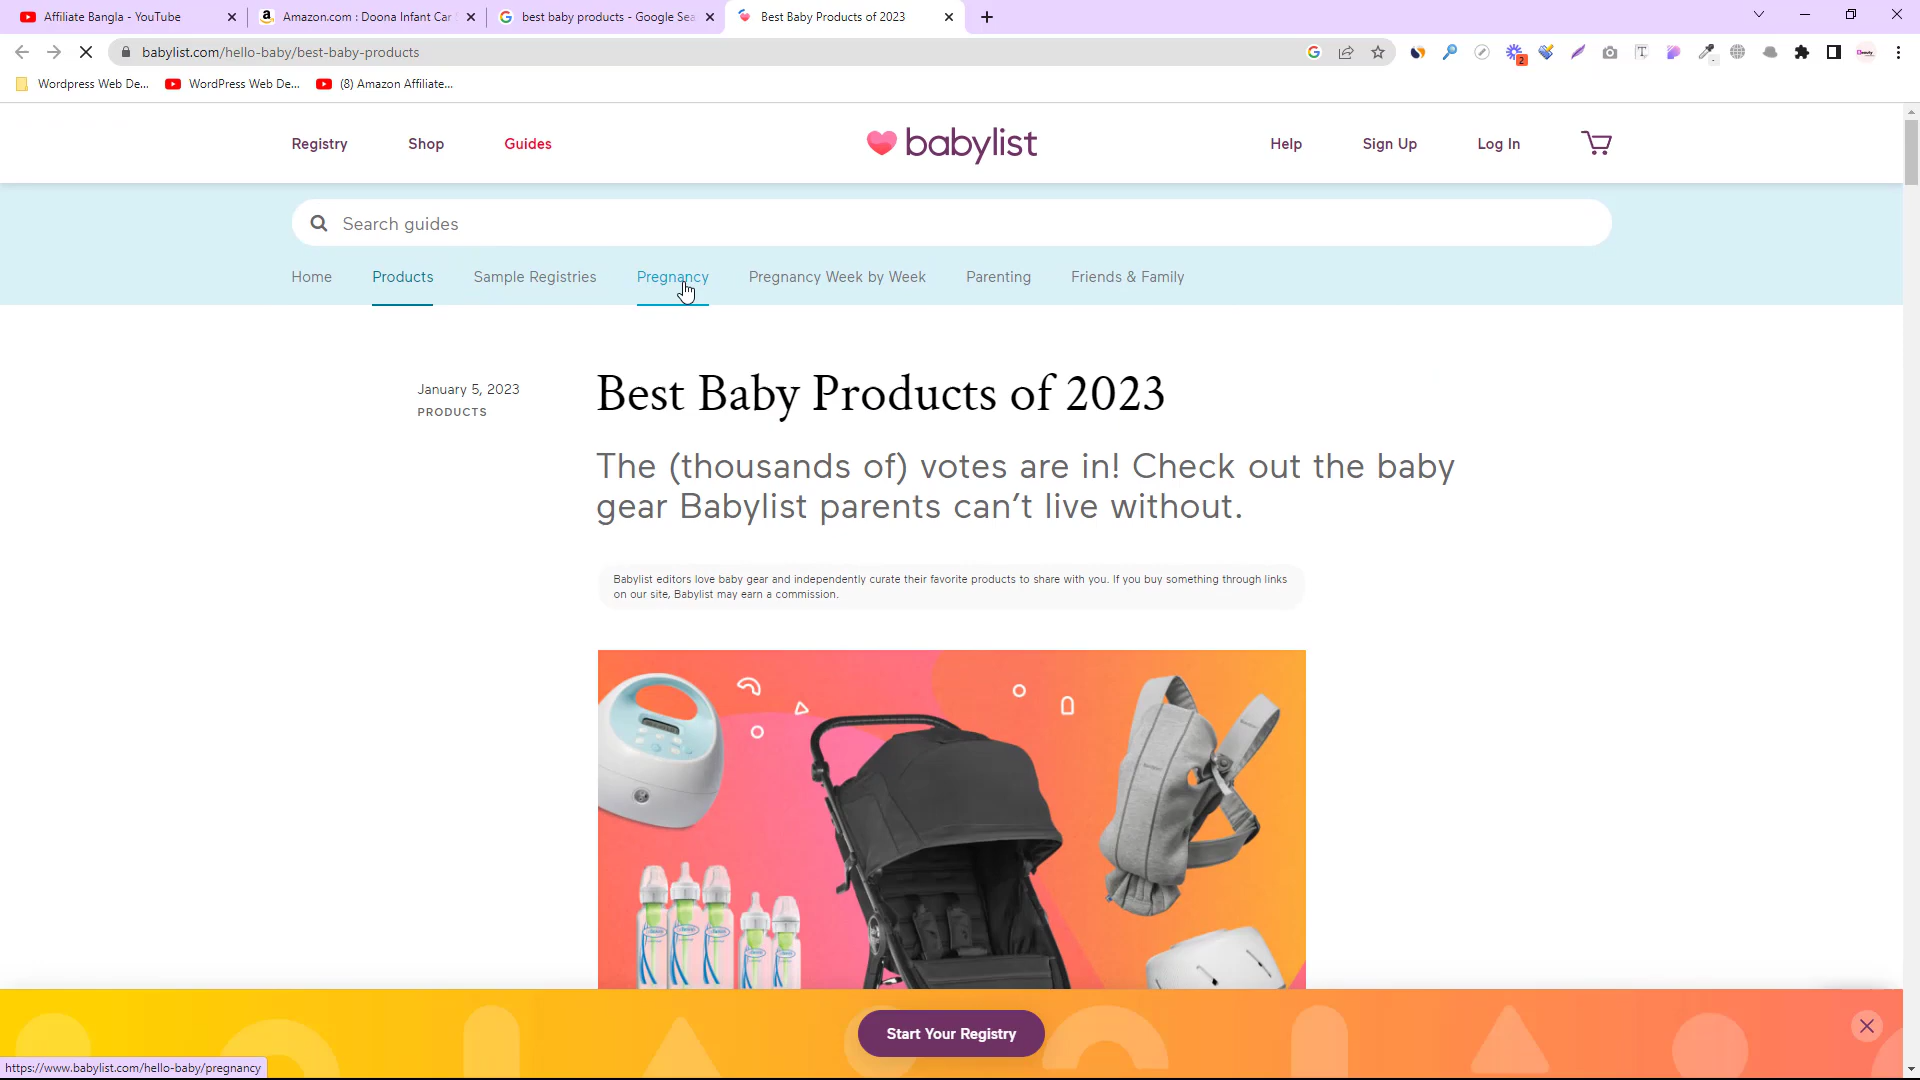 Affiliate Bangla - YouTube
Amazon.com : Doona Infant Car
best baby products - Google Sea
Best Baby Products of 2023
babylist.com/hello-baby/best-baby-products
2
Wordpress Web De...
WordPress Web De...
(8) Amazon Affiliate...
Registry
Shop
Guides
babylist
Help
Sign Up
Log In
Search guides
Home
Products
Sample Registries
Pregnancy
Pregnancy Week by Week
Parenting
Friends & Family
January 5, 2023
PRODUCTS
Best Baby Products of 2023
The (thousands of) votes are in! Check out the baby
gear Babylist parents can’t live without.
Babylist editors love baby gear and independently curate their favorite products to share with you. If you buy something through links
on our site, Babylist may earn a commission.
Start Your Registry
https://www.babylist.com/hello-baby/pregnancy